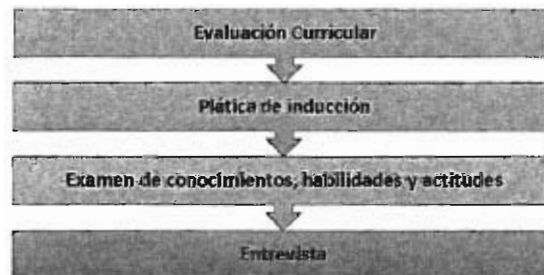 Evaluación Curricular
Plática de inducción
Examen de conocimientos, habilidades y actitudes
Entrevista